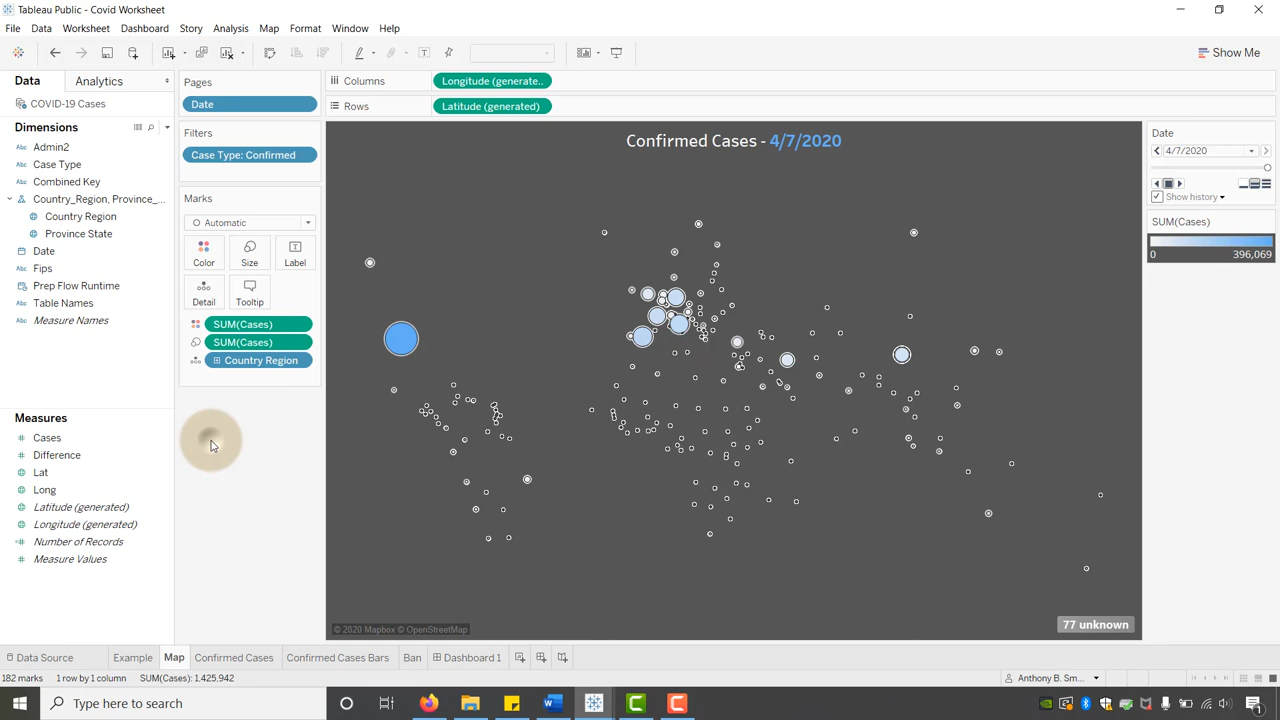 Tableau Public - Covid Worksheet
File Data Worksheet Dashboard Story Analysis Map Format Window Help
Show Me
Data Analytics
COVID-19 Cases
Dimensions
Admin2
Case Type
Combined Key
Country_Region, Province_...
Country Region
Province State
Date
Fips
Prep Flow Runtime
Table Names
Measure Names
Measures
Cases
Difference
Lat
Long
Latitude (generated)
Longitude (generated)
Number of Records
Measure Values
Pages
Date
Filters
Case Type: Confirmed
Marks
Automatic
Color Size Label
Detail Tooltip
SUM(Cases)
SUM(Cases)
Country Region
Columns Longitude (generate..
Rows Latitude (generated)
Confirmed Cases - 4/7/2020
© 2020 Mapbox © OpenStreetMap
77 unknown
Date
4/7/2020
Show history
SUM(Cases)
0 396,069
Data Source Example Map Confirmed Cases Confirmed Cases Bars Ban Dashboard 1
182 marks 1 row by 1 column SUM(Cases): 1,425,942 Anthony B. Sm...
Type here to search